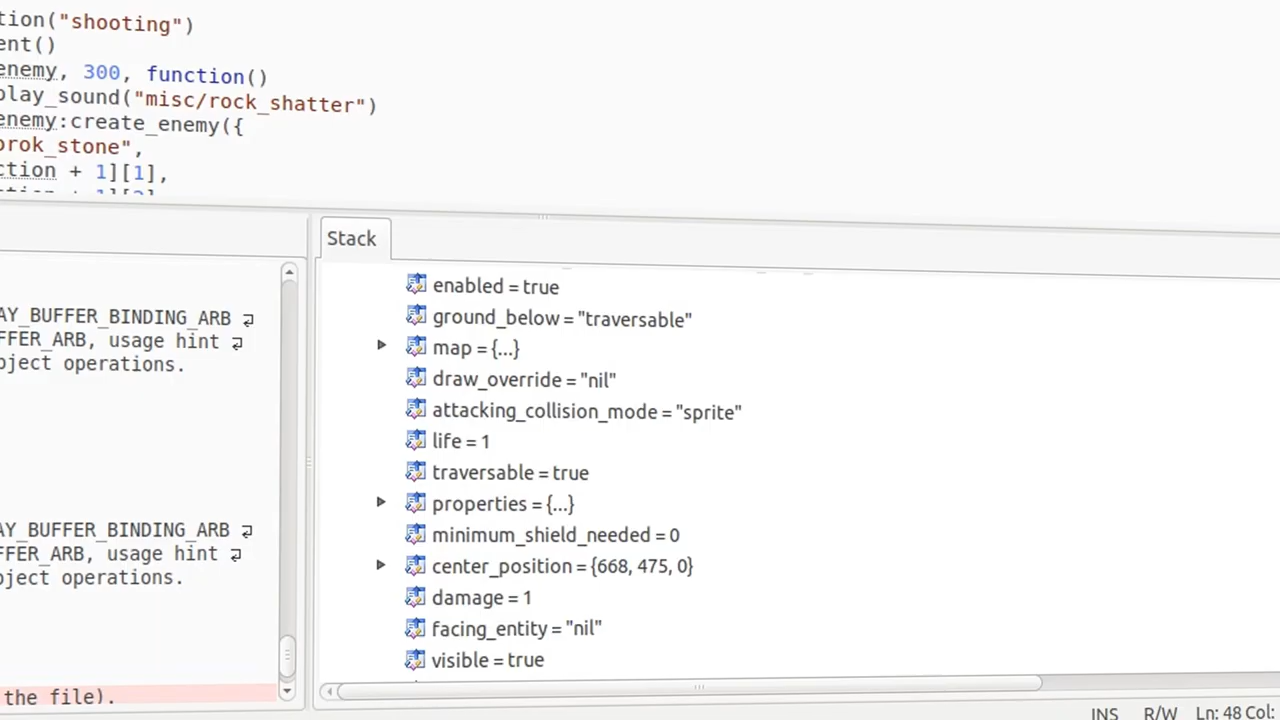 tion("shooting")
ent()
enemy, 300, function()
play_sound("misc/rock_shatter")
enemy:create_enemy({
prok_stone",
ction + 1][1],
Stack
enabled = true
ground_below = "traversable"
map = {...}
draw_override = "nil"
attacking_collision_mode = "sprite"
life = 1
traversable = true
properties = {...}
minimum_shield_needed = 0
center_position = {668, 475, 0}
damage = 1
facing_entity = "nil"
visible = true
AY_BUFFER_BINDING_ARB
FFER_ARB, usage hint
bject operations.
AY_BUFFER_BINDING_ARB
FFER_ARB, usage hint
bject operations.
the file).
INS R/W Ln: 48 Col: